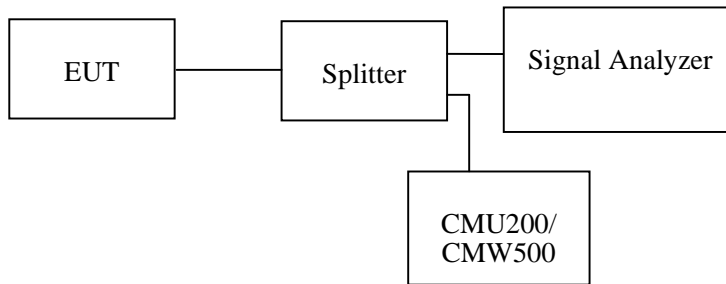 EUT
Splitter
Signal Analyzer
CMU200/
CMW500